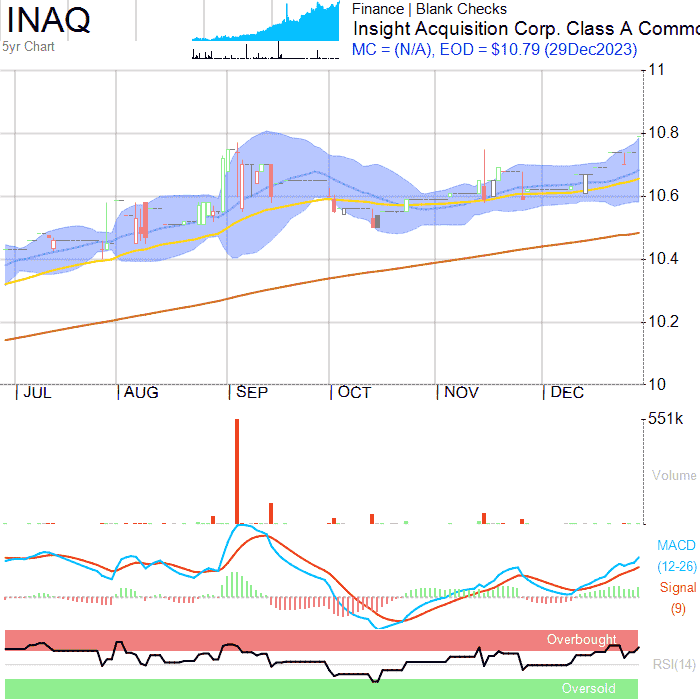 INAQ
5yr Chart
Finance | Blank Checks
Insight Acquisition Corp. Class A Commo
MC = (N/A), EOD = $10.79 (29Dec2023)
11
10.8
10.6
10.4
10.2
10
JUL
AUG
SEP
OCT
NOV
DEC
551k
Volume
MACD
(12-26)
Signal
(9)
Overbought
RSI(14)
Oversold